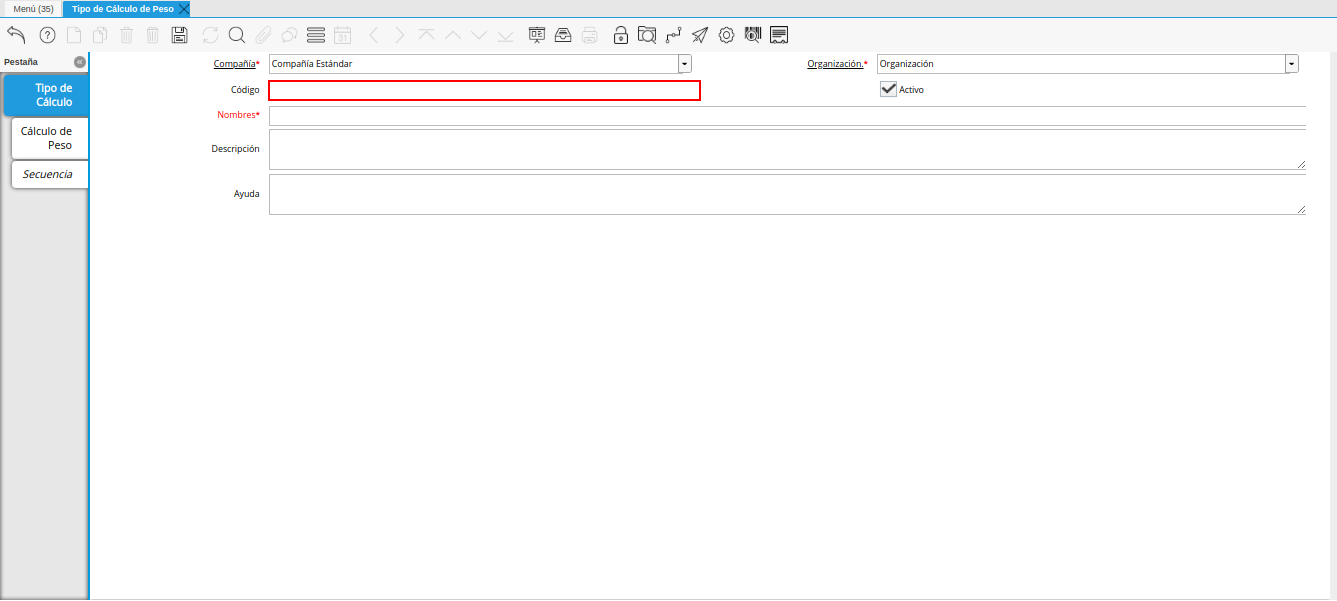 Menú (35) Tipo de Cálculo de Peso
31
Pestaña
Tipo de
Cálculo
Cálculo de
Peso
Secuencia
Compañía* Compañía Estándar Organización.* Organización
Código Activo
Nombres*
Descripción
Ayuda